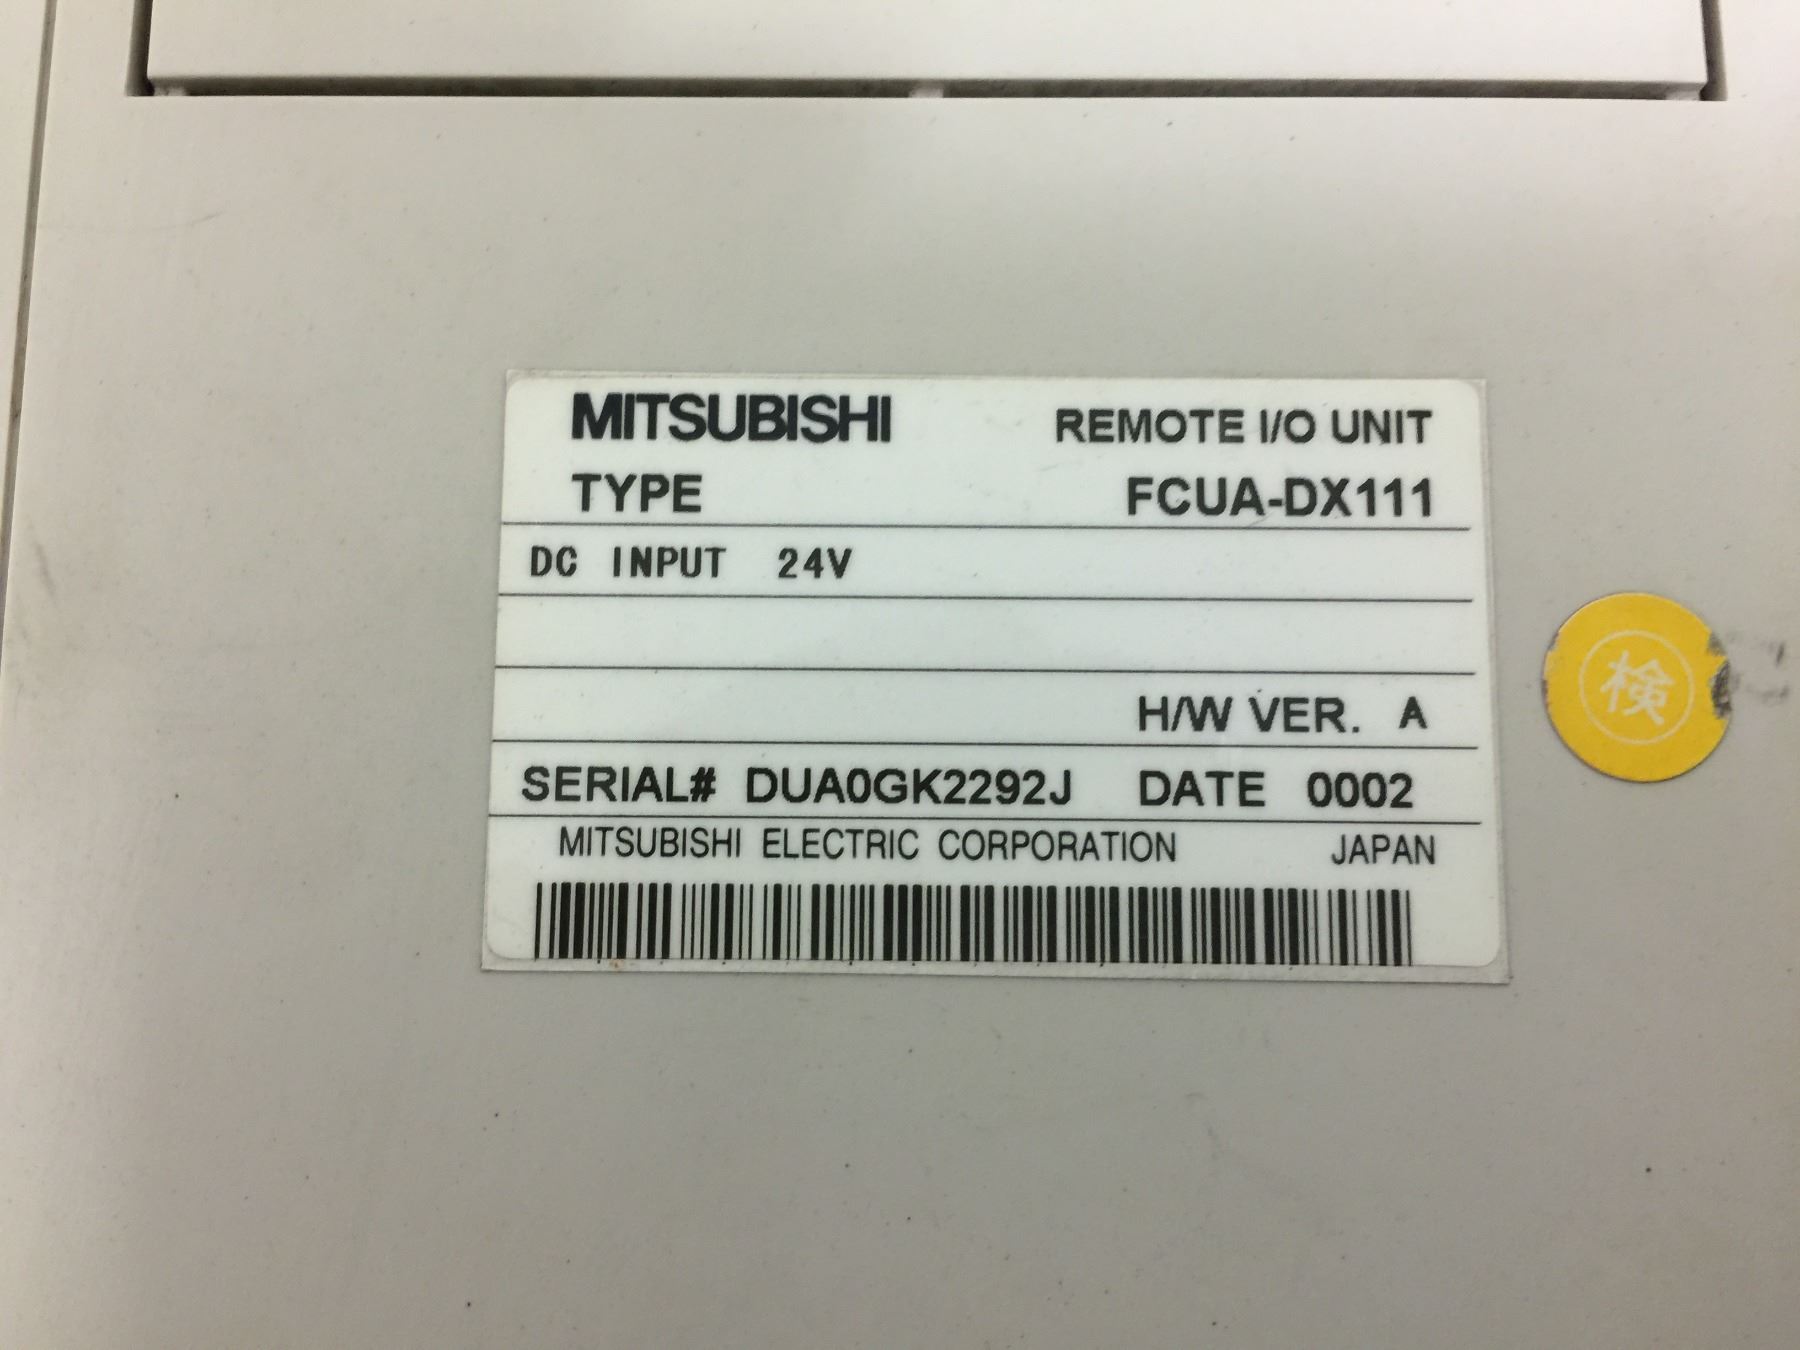 MITSUBISHI REMOTE I/O UNIT
TYPE FCUA-DX111
DC INPUT 24V
H/W VER. A
SERIAL# DUA0GK2292J DATE 0002
MITSUBISHI ELECTRIC CORPORATION JAPAN
検